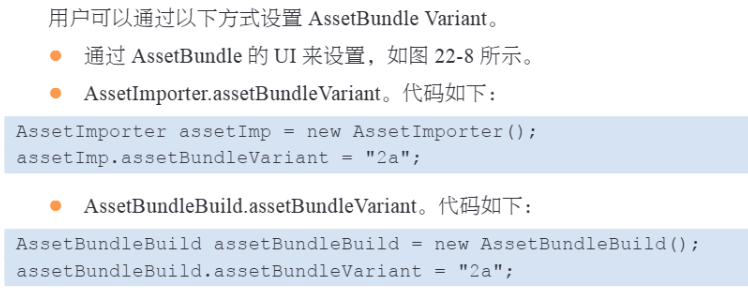 用户可以通过以下方式设置 AssetBundle Variant。
● 通过 AssetBundle 的 UI 来设置，如图 22-8 所示。
● AssetImporter.assetBundleVariant。代码如下：
AssetImporter assetImp = new AssetImporter();
assetImp.assetBundleVariant = "2a";
● AssetBundleBuild.assetBundleVariant。代码如下：
AssetBundleBuild assetBundleBuild = new AssetBundleBuild();
assetBundleBuild.assetBundleVariant = "2a";